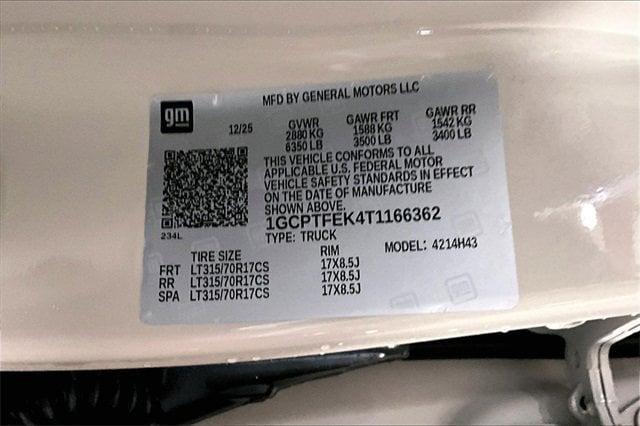 gm
MFD BY GENERAL MOTORS LLC
12/25
GVWR GAWR FRT GAWR RR
2880 KG 1588 KG 1542 KG
6350 LB 3500 LB 3400 LB
THIS VEHICLE CONFORMS TO ALL
APPLICABLE U.S. FEDERAL MOTOR
VEHICLE SAFETY STANDARDS IN EFFECT
ON THE DATE OF MANUFACTURE
SHOWN ABOVE.
1GCPTFEK4T1166362
234L
TYPE: TRUCK MODEL: 4214H43
TIRE SIZE RIM
FRT LT315/70R17CS 17X8.5J
RR LT315/70R17CS 17X8.5J
SPA LT315/70R17CS 17X8.5J